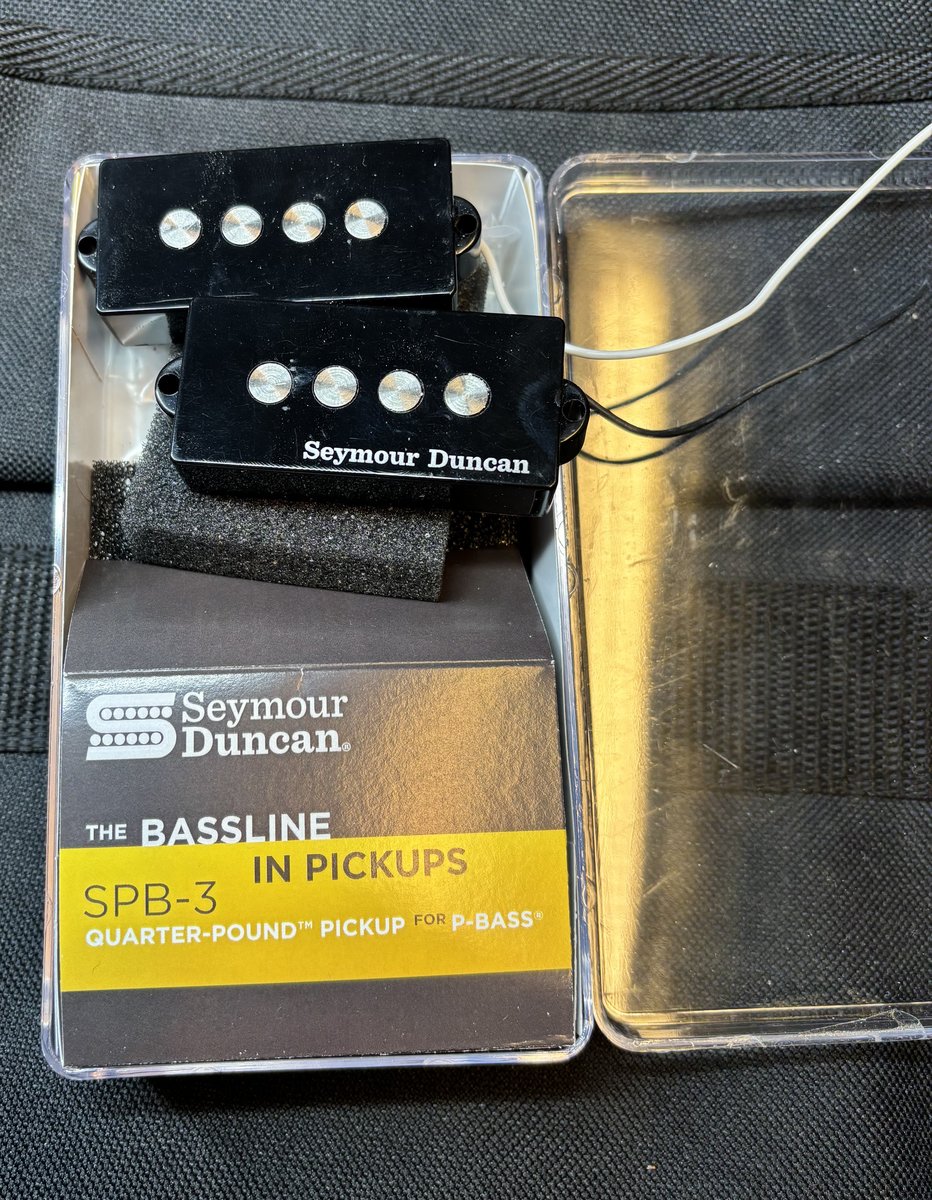 Seymour Duncan
Seymour
Duncan®
THE BASSLINE
IN PICKUPS
SPB-3
QUARTER-POUND™ PICKUP FOR P-BASS®